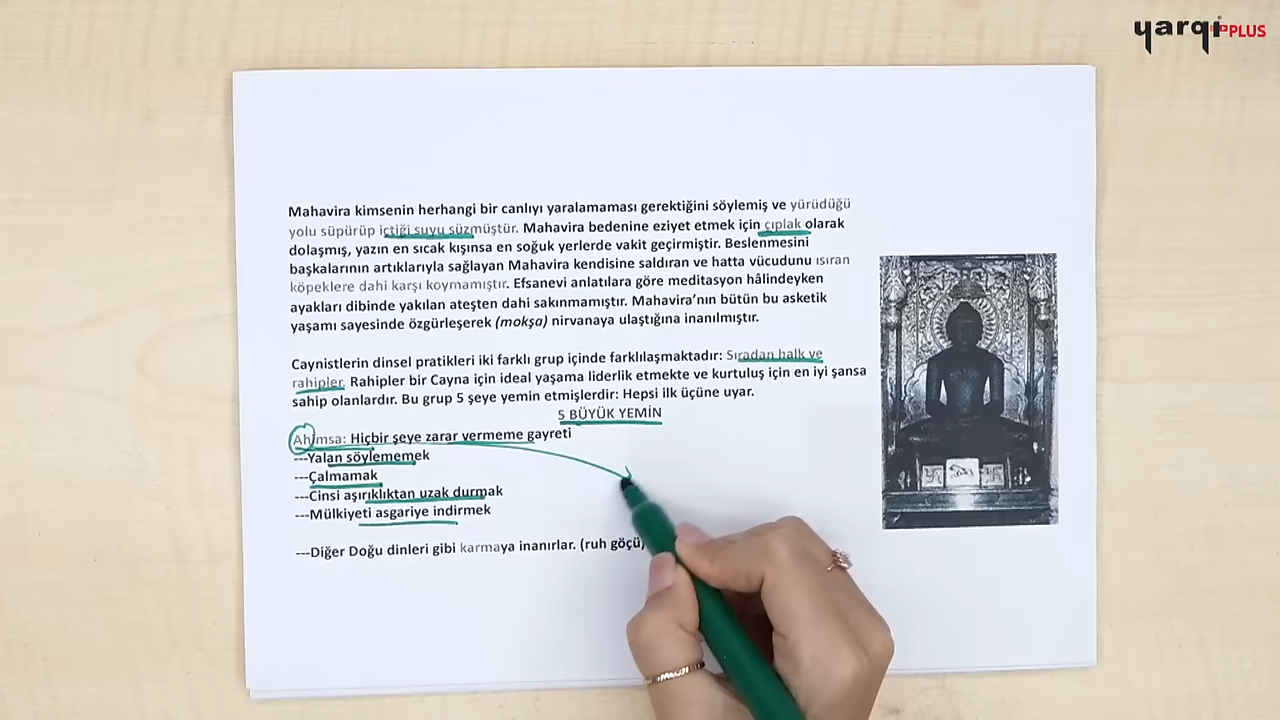 yarqı PLUS
Mahavira kimsenin herhangi bir canlıyı yaralamaması gerektiğini söylemiş ve yürüdüğü
yolu süpürüp içtiği suyu süzmüştür. Mahavira bedenine eziyet etmek için çıplak olarak
dolaşmış, yazın en sıcak kışınsa en soğuk yerlerde vakit geçirmiştir. Beslenmesini
başkalarının artıklarıyla sağlayan Mahavira kendisine saldıran ve hatta vücudunu ısıran
köpeklere dahi karşı koymamıştır. Efsanevi anlatılara göre meditasyon hâlindeyken
ayakları dibinde yakılan ateşten dahi sakınmamıştır. Mahavira'nın bütün bu asketik
yaşamı sayesinde özgürleşerek (mokşa) nirvanaya ulaştığına inanılmıştır.
Caynistlerin dinsel pratikleri iki farklı grup içinde farklılaşmaktadır: Sıradan halk ve
rahipler. Rahipler bir Cayna için ideal yaşama liderlik etmekte ve kurtuluş için en iyi şansa
sahip olanlardır. Bu grup 5 şeye yemin etmişlerdir: Hepsi ilk üçüne uyar.
5 BÜYÜK YEMİN
Ahimsa: Hiçbir şeye zarar vermeme gayreti
---Yalan söylememek
---Çalmamak
---Cinsi aşırıklıktan uzak durmak
---Mülkiyeti asgariye indirmek
---Diğer Doğu dinleri gibi karmaya inanırlar. (ruh göçü)